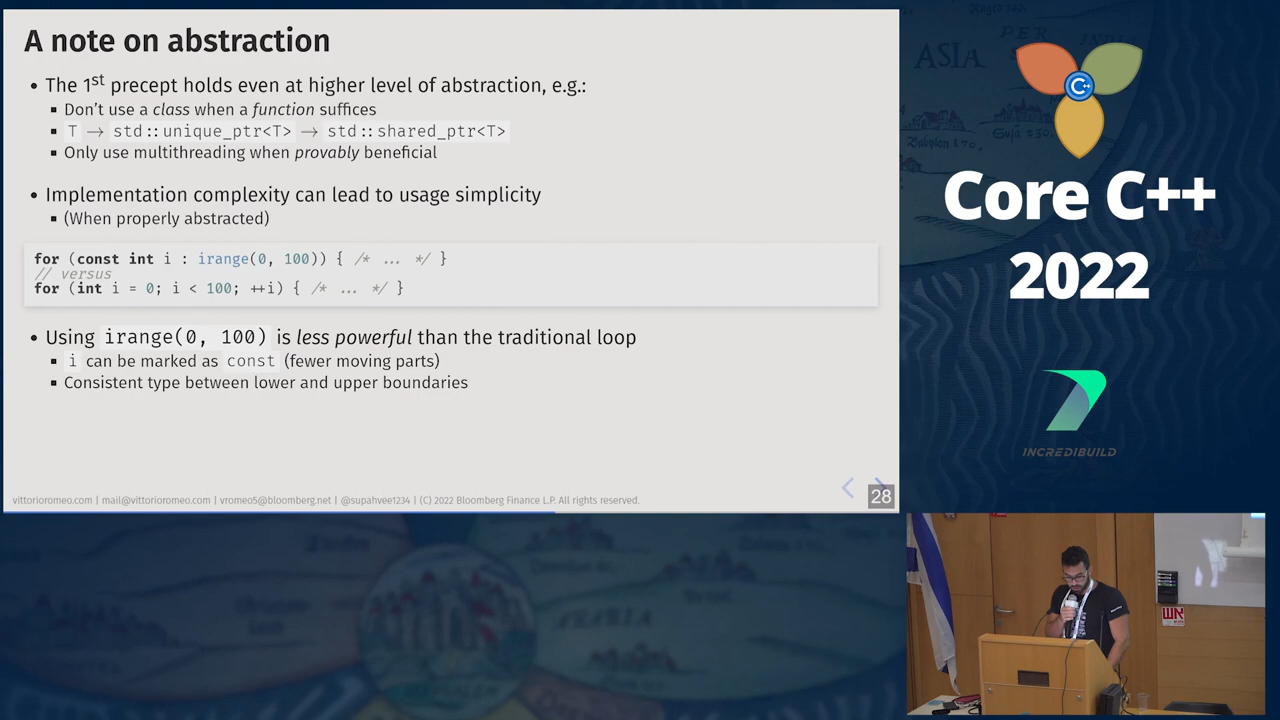 A note on abstraction
• The 1st precept holds even at higher level of abstraction, e.g.:
▪ Don't use a class when a function suffices
▪ T → std::unique_ptr<T> → std::shared_ptr<T>
▪ Only use multithreading when provably beneficial
• Implementation complexity can lead to usage simplicity
▪ (When properly abstracted)
for (const int i : irange(0, 100)) { /* ... */ }
// versus
for (int i = 0; i < 100; ++i) { /* ... */ }
• Using irange(0, 100) is less powerful than the traditional loop
▪ i can be marked as const (fewer moving parts)
▪ Consistent type between lower and upper boundaries
vittorioromeo.com | mail@vittorioromeo.com | vromeo5@bloomberg.net | @supahvee1234 | (C) 2022 Bloomberg Finance L.P. All rights reserved.
28
ASIA
PER
INDIA
C++
Core C++
2022
INCREDIBUILD